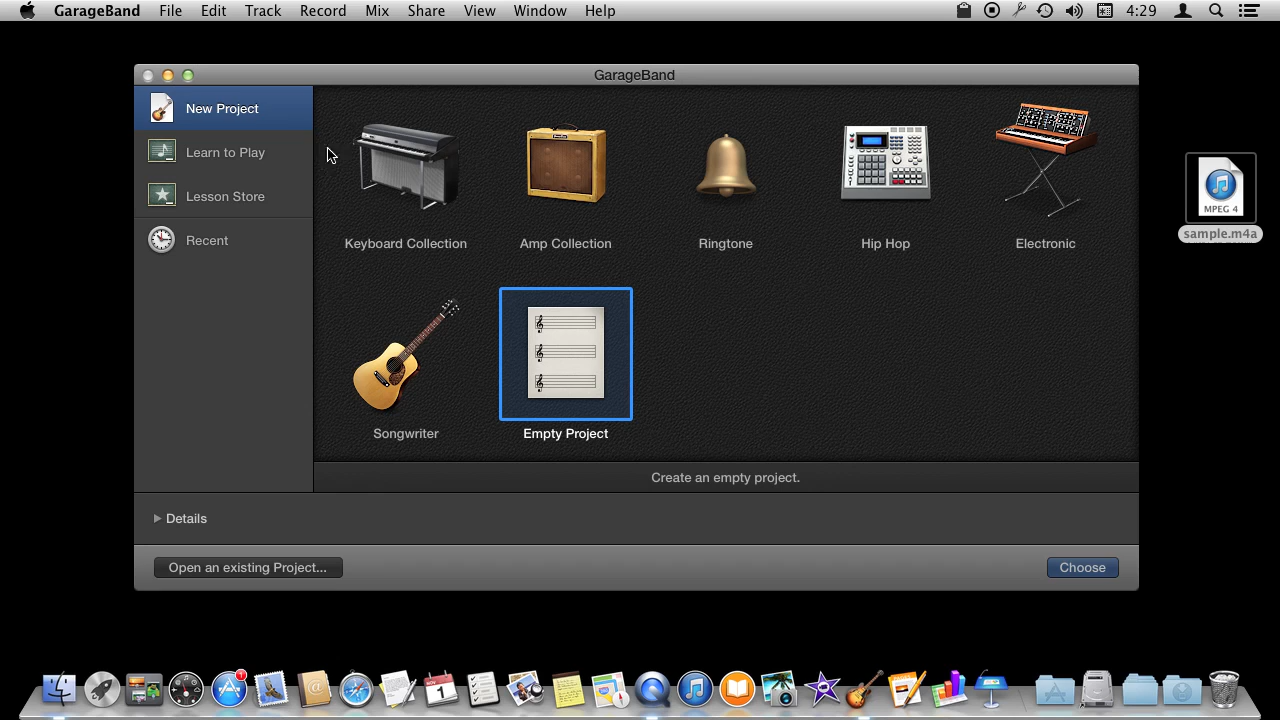 GarageBand File Edit Track Record Mix Share View Window Help 4:29
GarageBand
New Project
Learn to Play
Lesson Store
Recent
Keyboard Collection Amp Collection Ringtone Hip Hop Electronic
Songwriter Empty Project
Create an empty project.
Details
Open an existing Project... Choose
MPEG 4
sample.m4a
1
1